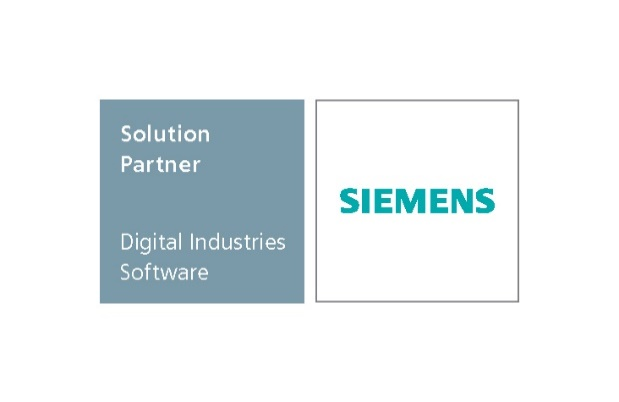 Solution
Partner
Digital Industries
Software
SIEMENS